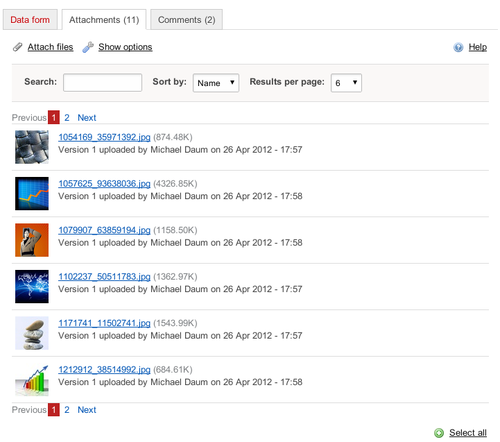 Data form Attachments (11) Comments (2)
Attach files Show options Help
Search: Sort by: Name Results per page: 6
Previous 1 2 Next
1054169_35971392.jpg (874.48K)
Version 1 uploaded by Michael Daum on 26 Apr 2012 - 17:57
1057625_93638036.jpg (4326.85K)
Version 1 uploaded by Michael Daum on 26 Apr 2012 - 17:58
1079907_63859194.jpg (1158.50K)
Version 1 uploaded by Michael Daum on 26 Apr 2012 - 17:58
1102237_50511783.jpg (1362.97K)
Version 1 uploaded by Michael Daum on 26 Apr 2012 - 17:57
1171741_11502741.jpg (1543.99K)
Version 1 uploaded by Michael Daum on 26 Apr 2012 - 17:57
1212912_38514992.jpg (684.61K)
Version 1 uploaded by Michael Daum on 26 Apr 2012 - 17:58
Previous 1 2 Next
Select all